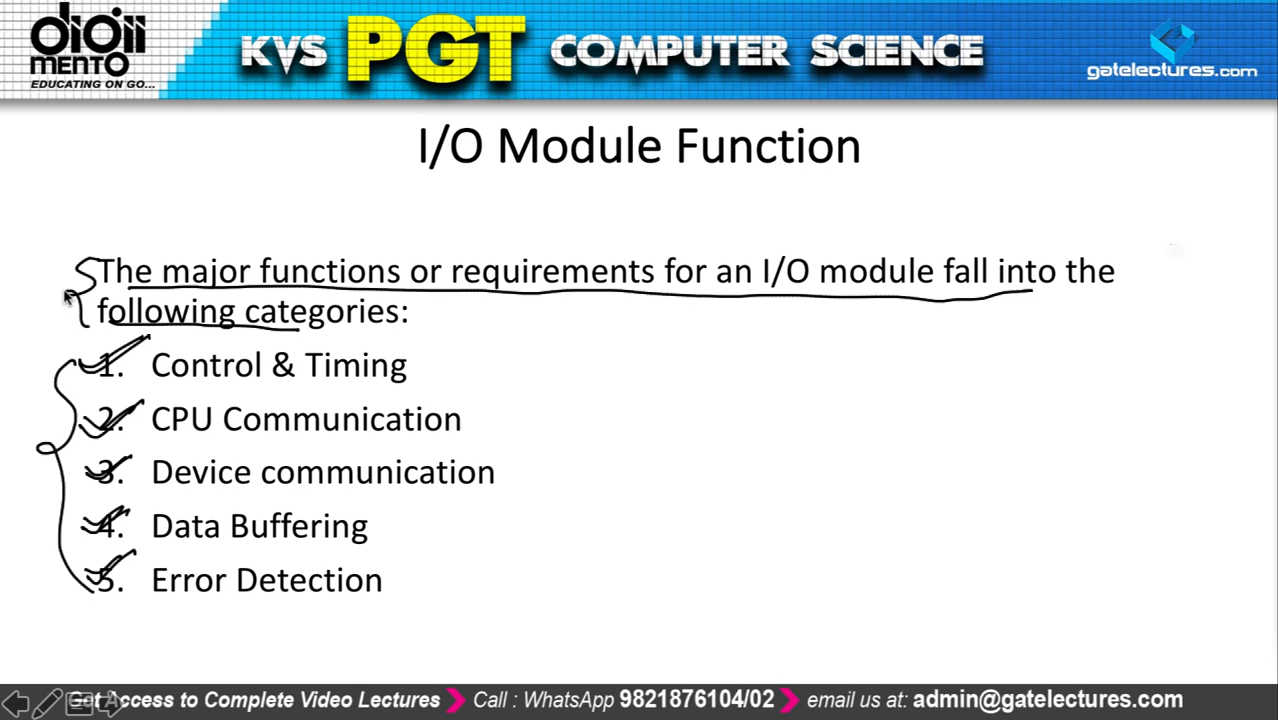 digii
MENTO
EDUCATING ON GO...
KVS PGT COMPUTER SCIENCE
gatelectures.com
I/O Module Function
The major functions or requirements for an I/O module fall into the
following categories:
1. Control & Timing
2. CPU Communication
3. Device communication
4. Data Buffering
5. Error Detection
Get Access to Complete Video Lectures Call : WhatsApp 9821876104/02 email us at: admin@gatelectures.com